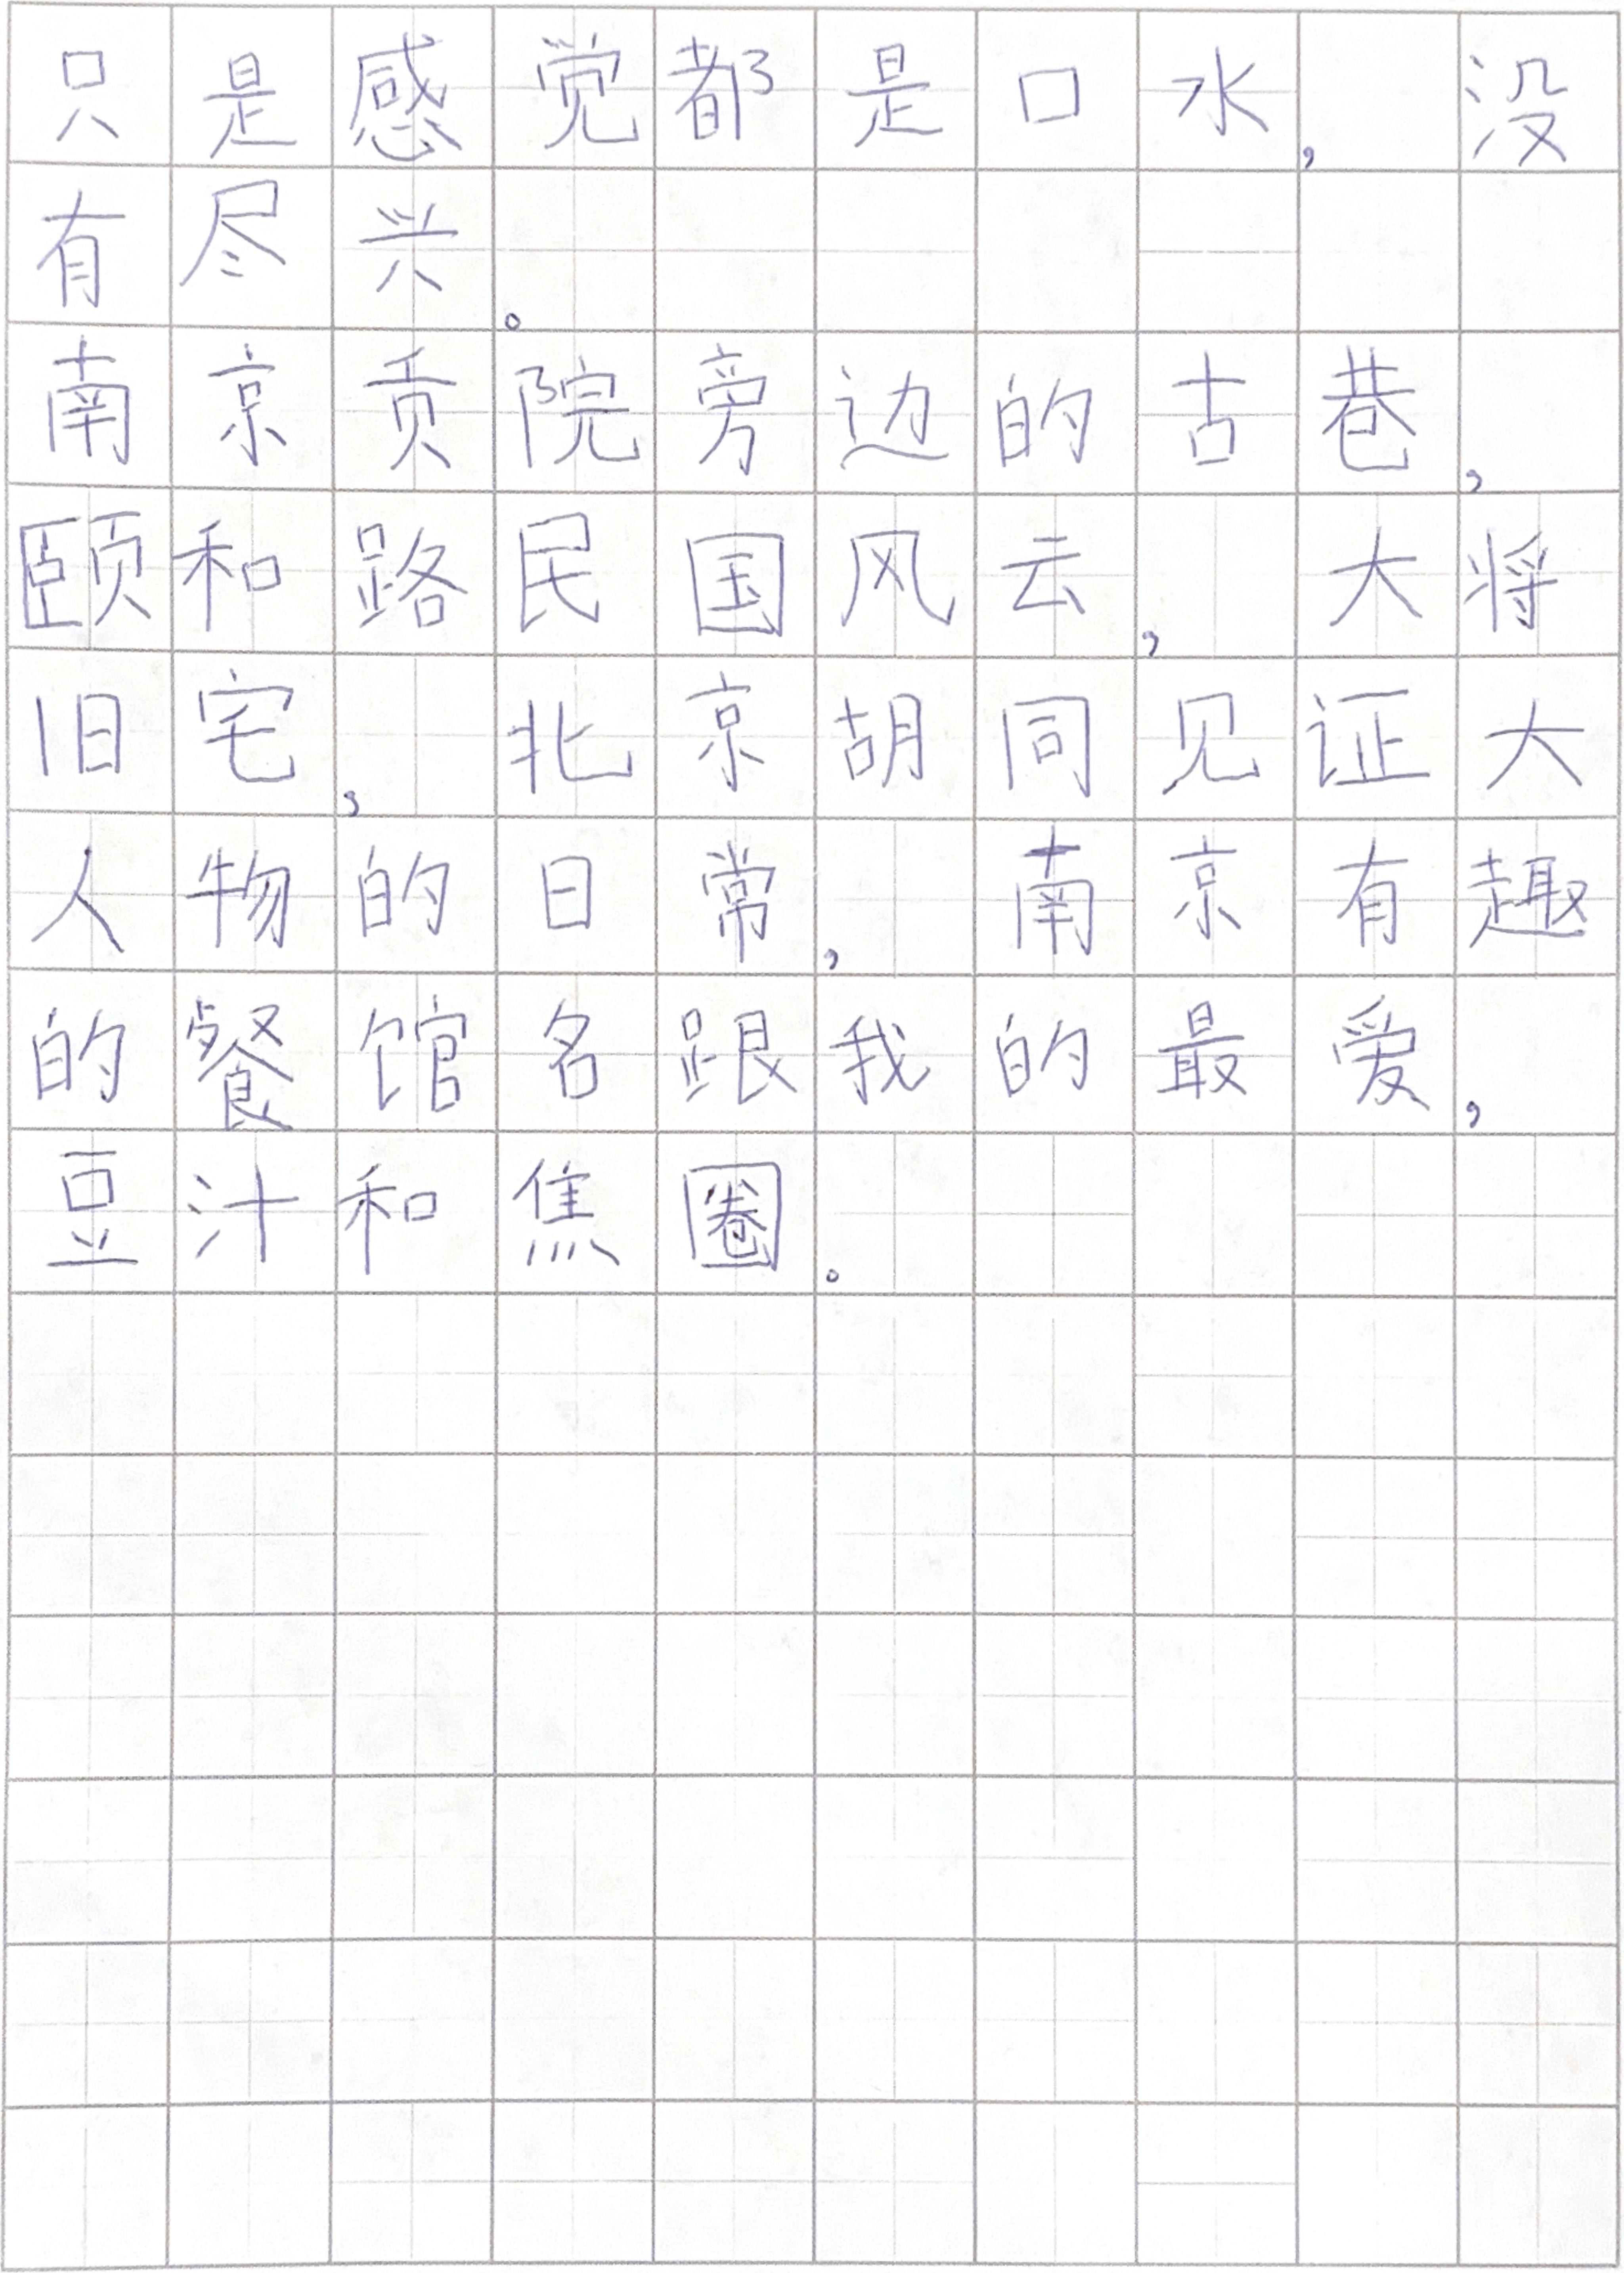 只是感觉都是口水，没
有尽兴。
南京贡院旁边的古巷，
颐和路民国风云，大将
旧宅，北京胡同见证大
人物的日常，南京有趣
的餐馆名跟我的最爱，
豆汁和焦圈。